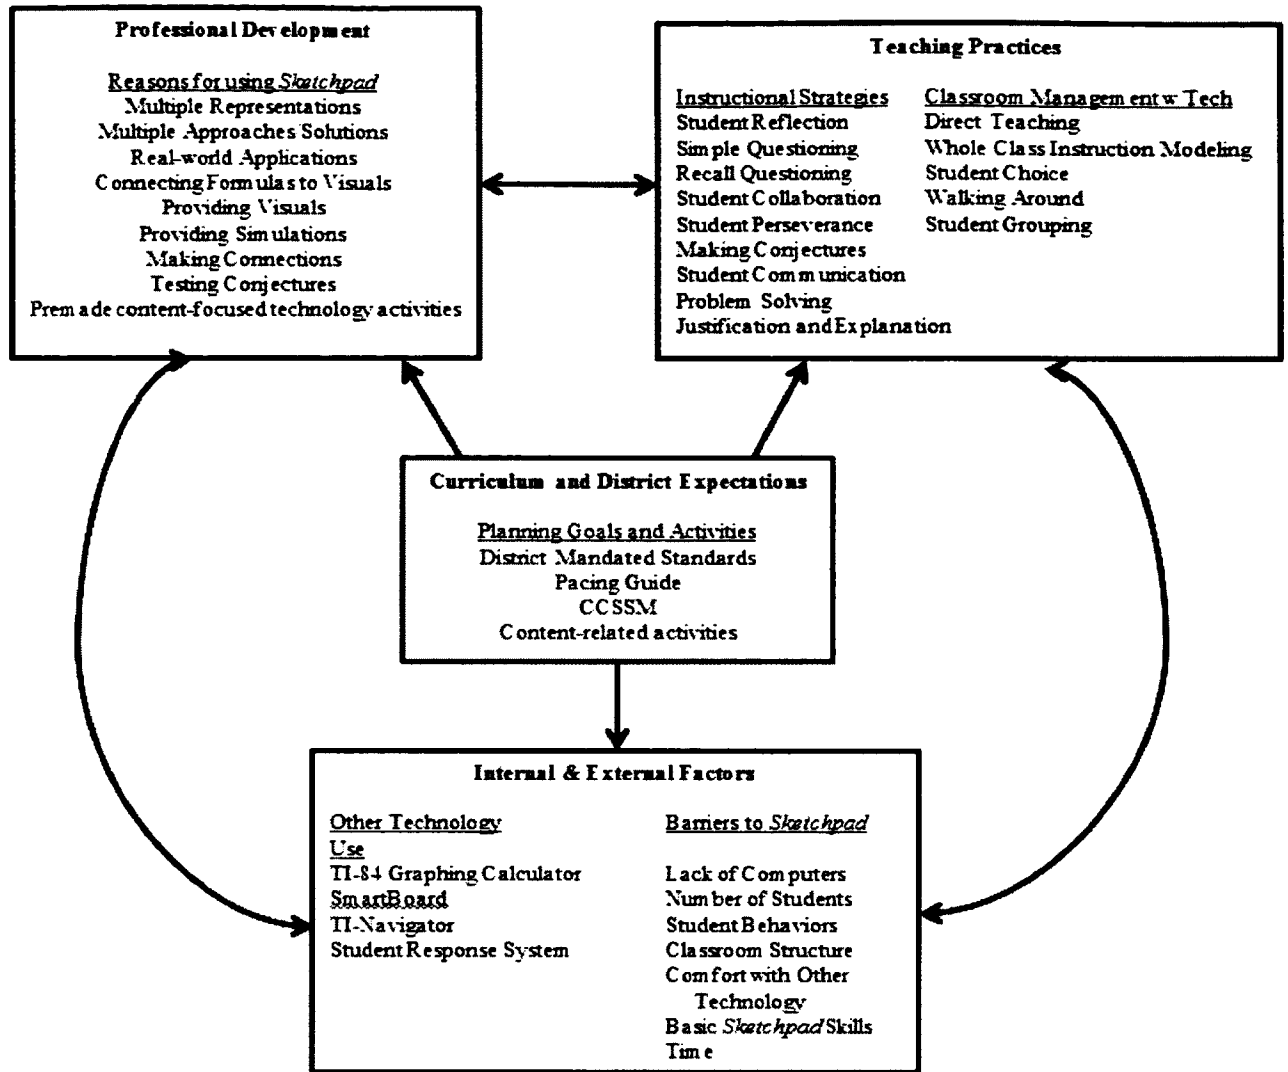 Professional Development
Reasons for using Sketchpad
Multiple Representations
Multiple Approaches Solutions
Real-world Applications
Connecting Formulas to Visuals
Providing Visuals
Providing Simulations
Making Connections
Testing Conjectures
Premade content-focused technology activities
Teaching Practices
Instructional Strategies
Student Reflection
Simple Questioning
Recall Questioning
Student Collaboration
Student Perseverance
Making Conjectures
Student Communication
Problem Solving
Justification and Explanation
Classroom Management w Tech
Direct Teaching
Whole Class Instruction Modeling
Student Choice
Walking Around
Student Grouping
Curriculum and District Expectations
Planning Goals and Activities
District Mandated Standards
Pacing Guide
CCSSM
Content-related activities
Internal & External Factors
Other Technology
Use
TI-84 Graphing Calculator
SmartBoard
TI-Navigator
Student Response System
Barriers to Sketchpad
Lack of Computers
Number of Students
Student Behaviors
Classroom Structure
Comfort with Other
Technology
Basic Sketchpad Skills
Time